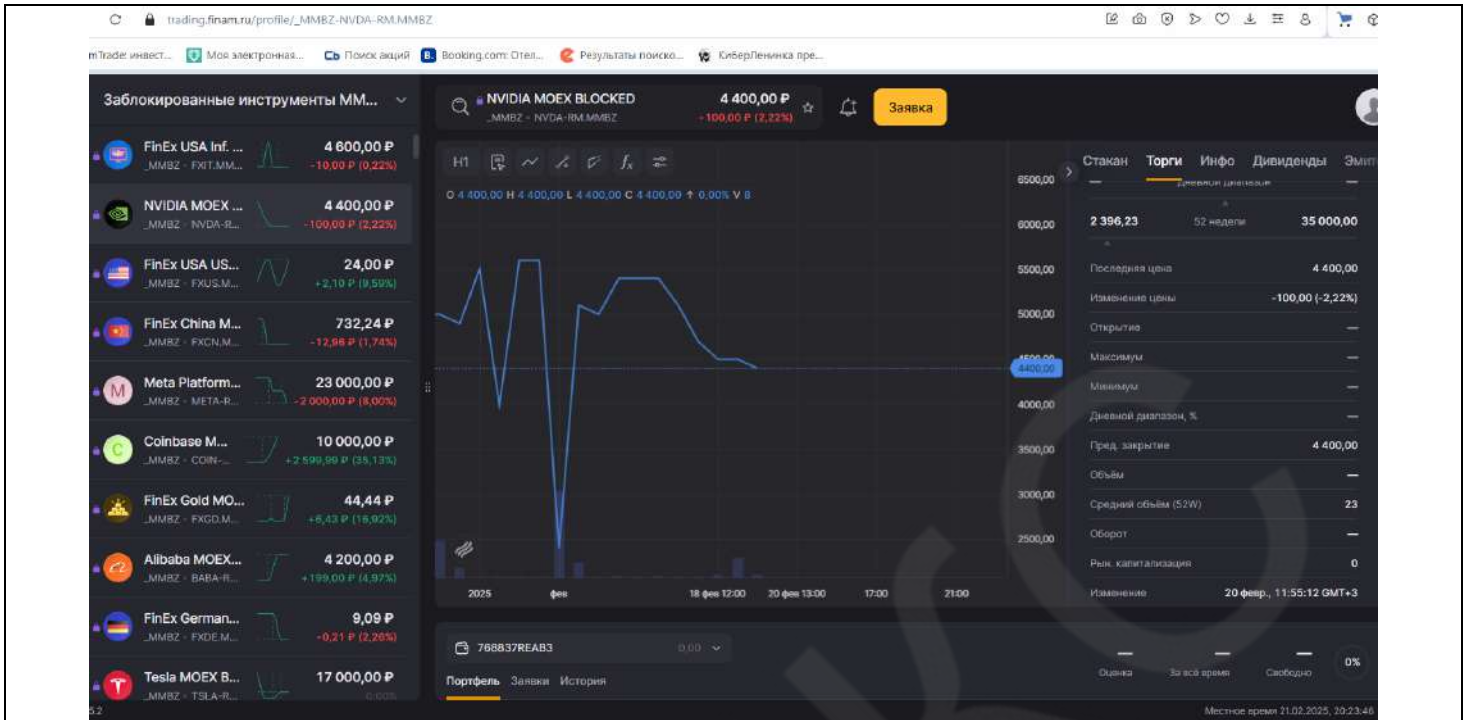 trading.finam.ru/profile/_MMBZ-NVDA-RM.MMBZ
mTrade: инвест... Моя электронная... Поиск акций B. Booking.com: Отел... Результаты поиско... КиберЛенинка пре...
Заблокированные инструменты MM...
NVIDIA MOEX BLOCKED 4 400,00 ₽
_MMBZ - NVDA-RM.MMBZ -100,00 ₽ (2,22%)
Заявка
FinEx USA Inf. ... 4 600,00 ₽
_MMBZ - FXIT.MM... -10,00 ₽ (0,22%)
NVIDIA MOEX ... 4 400,00 ₽
_MMBZ - NVDA-R... -100,00 ₽ (2,22%)
FinEx USA US... 24,00 ₽
_MMBZ - FXUS.M... +2,10 ₽ (9,59%)
FinEx China M... 732,24 ₽
_MMBZ - FXCN.M... -12,96 ₽ (1,74%)
M Meta Platform... 23 000,00 ₽
_MMBZ - META-R... -2 000,00 ₽ (8,00%)
C Coinbase M... 10 000,00 ₽
_MMBZ - COIN-... +2 599,99 ₽ (35,13%)
FinEx Gold MO... 44,44 ₽
_MMBZ - FXGD.M... +6,43 ₽ (16,92%)
Alibaba MOEX... 4 200,00 ₽
_MMBZ - BABA-R... +199,00 ₽ (4,97%)
FinEx German... 9,09 ₽
_MMBZ - FXDE.M... -0,21 ₽ (2,26%)
Tesla MOEX B... 17 000,00 ₽
_MMBZ - TSLA-R... 0,00%
5.2
H1 fx
O 4 400,00 H 4 400,00 L 4 400,00 C 4 400,00 ↑ 0,00% V 8
6500,00
6000,00
5500,00
5000,00
4500,00
4400,00
4000,00
3500,00
3000,00
2500,00
2025 фев 18 фев 12:00 20 фев 13:00 17:00 21:00
Стакан Торги Инфо Дивиденды Эмит
— Дневной диапазон —
2 396,23 52 недели 35 000,00
Последняя цена 4 400,00
Изменение цены -100,00 (-2,22%)
Открытие —
Максимум —
Минимум —
Дневной диапазон, % —
Пред. закрытие 4 400,00
Объём —
Средний объём (52W) 23
Оборот —
Рын. капитализация 0
Изменение 20 февр., 11:55:12 GMT+3
768837REAB3 0,00
Портфель Заявки История
— — — 0%
Оценка За всё время Свободно
Местное время 21.02.2025, 20:23:46